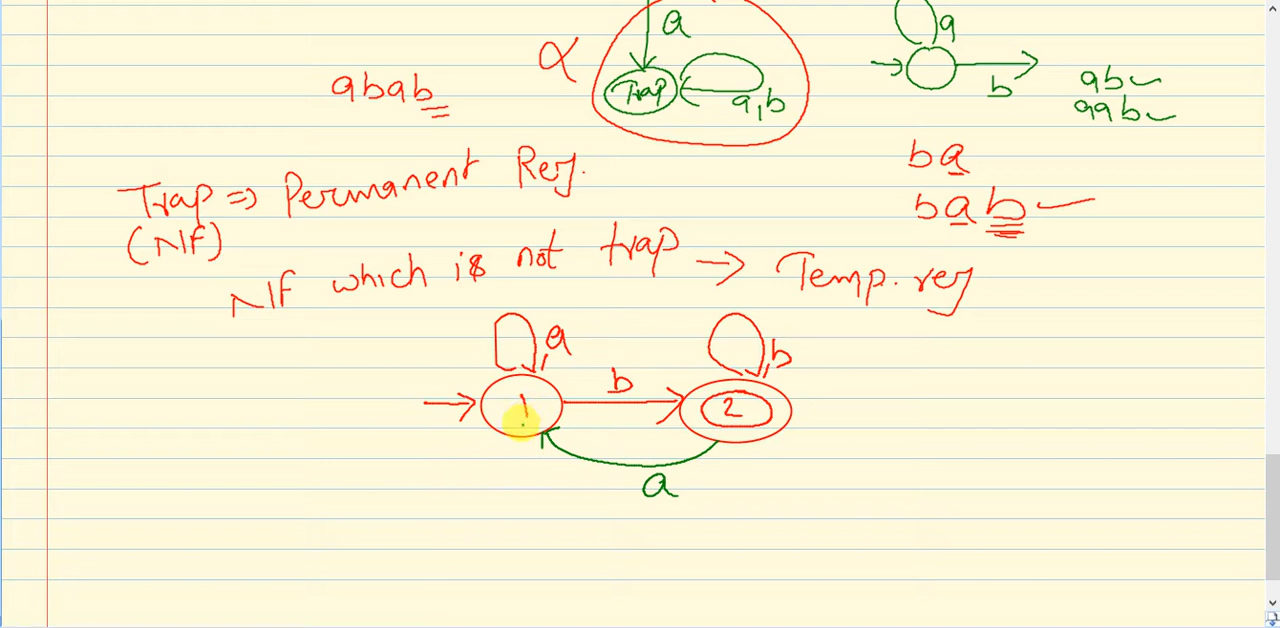 a
a
α
Trap
a,b
b
abab
ab
aab
ba
Trap ⇒ Permanent Rej.
bab
(NF)
NF which is not trap → Temp. rej
a
b
b
1
2
a